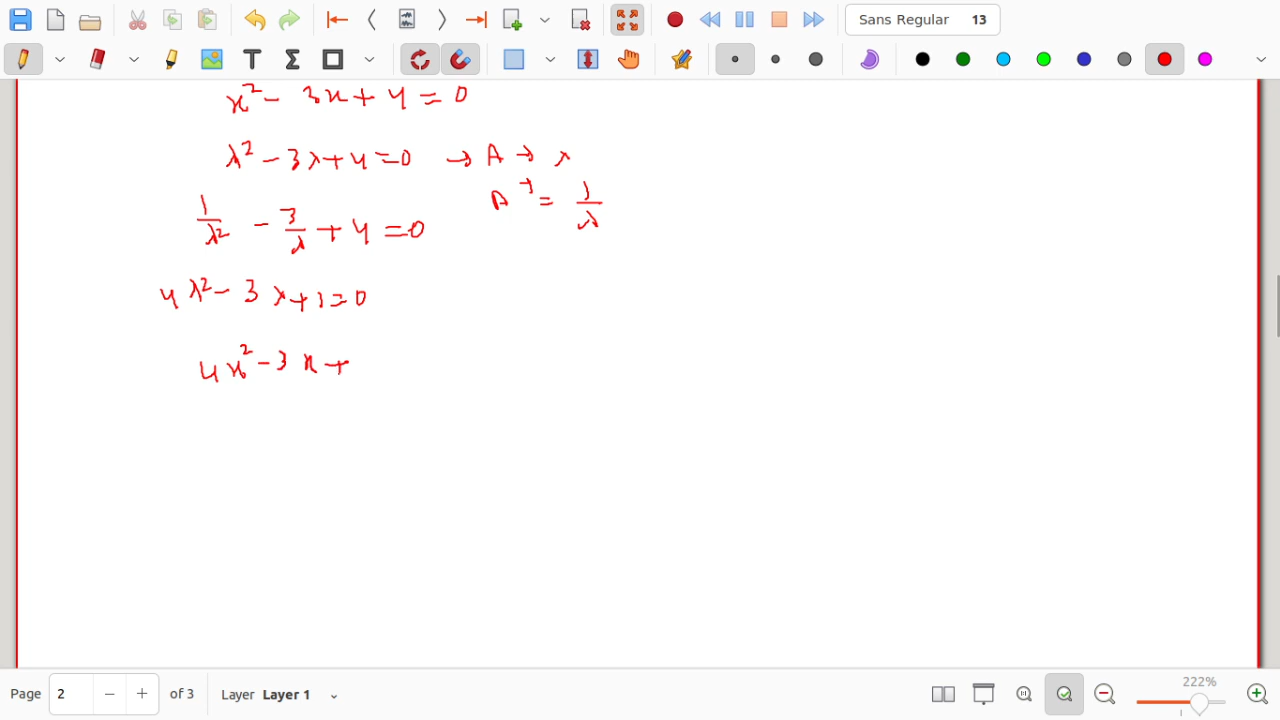 Sans Regular 13
x² - 3x + 4 = 0
λ² - 3λ + 4 = 0 → A → λ
A⁻¹ = 1/λ
1/λ² - 3/λ + 4 = 0
4λ² - 3λ + 1 = 0
4x² - 3x +
Page 2 of 3 Layer Layer 1 222%